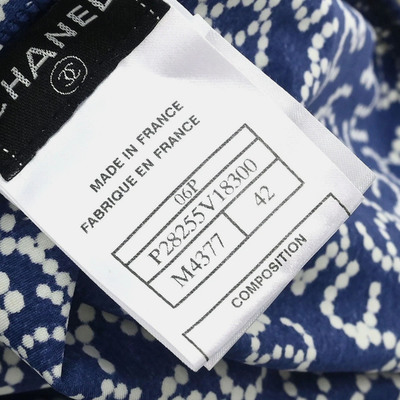 CHANEL
MADE IN FRANCE
FABRIQUE EN FRANCE
06P
P28255V18300
M4377 42
COMPOSITION